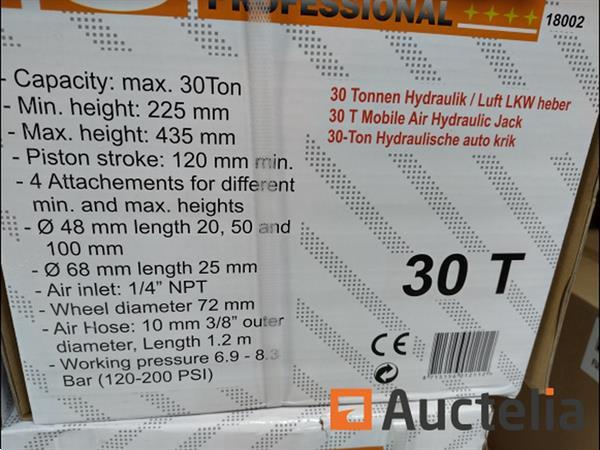 PROFESSIONAL
18002
- Capacity: max. 30Ton
- Min. height: 225 mm
- Max. height: 435 mm
- Piston stroke: 120 mm min.
- 4 Attachements for different
min. and max. heights
- Ø 48 mm length 20, 50 and
100 mm
- Ø 68 mm length 25 mm
- Air inlet: 1/4” NPT
- Wheel diameter 72 mm
- Air Hose: 10 mm 3/8” outer
diameter, Length 1.2 m
- Working pressure 6.9 - 8.3
Bar (120-200 PSI)
30 Tonnen Hydraulik / Luft LKW heber
30 T Mobile Air Hydraulic Jack
30-Ton Hydraulische auto krik
30 T
CE
Auctelia